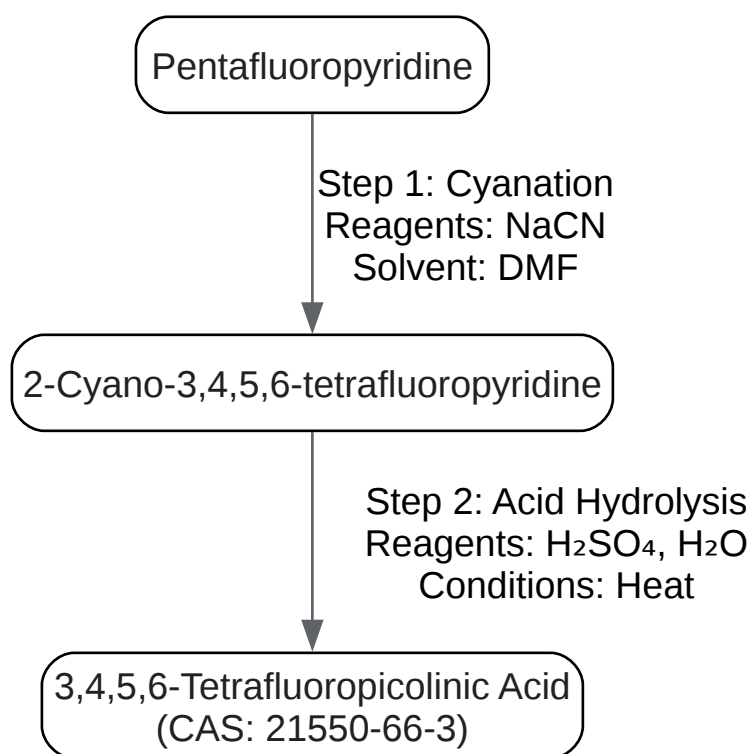 Pentafluoropyridine
Step 1: Cyanation
Reagents: NaCN
Solvent: DMF
2-Cyano-3,4,5,6-tetrafluoropyridine
Step 2: Acid Hydrolysis
Reagents: H₂SO₄, H₂O
Conditions: Heat
3,4,5,6-Tetrafluoropicolinic Acid
(CAS: 21550-66-3)